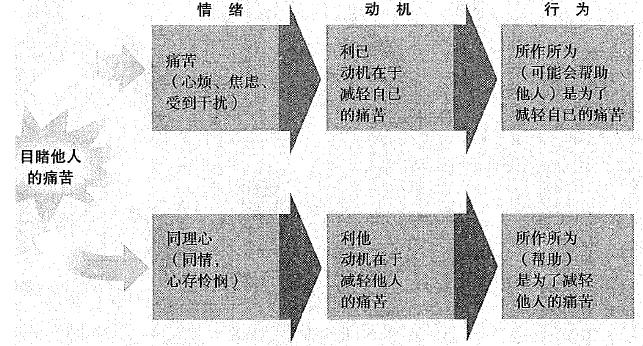 情绪 动机 行为
痛苦
（心烦、焦虑、
受到干扰）
利己
动机在于
减轻自己
的痛苦
所作所为
（可能会帮助
他人）是为了
减轻自己的痛苦
目睹他人
的痛苦
同理心
（同情，
心存怜悯）
利他
动机在于
减轻他人
的痛苦
所作所为
（帮助）
是为了减轻
他人的痛苦